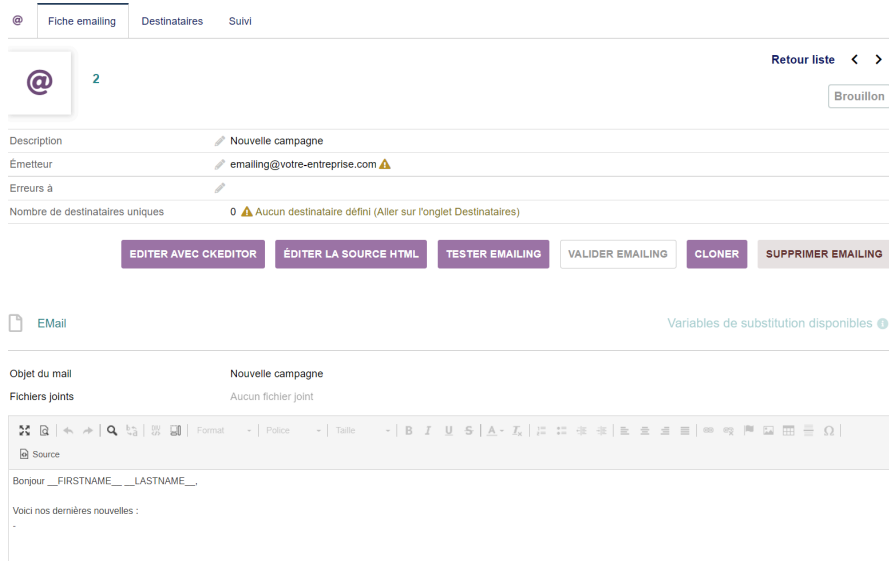 @ Fiche emailing Destinataires Suivi
@ 2 Retour liste < >
Brouillon
Description Nouvelle campagne
Émetteur emailing@votre-entreprise.com
Erreurs à
Nombre de destinataires uniques 0 Aucun destinataire défini (Aller sur l'onglet Destinataires)
EDITER AVEC CKEDITOR ÉDITER LA SOURCE HTML TESTER EMAILING VALIDER EMAILING CLONER SUPPRIMER EMAILING
EMail Variables de substitution disponibles
Objet du mail Nouvelle campagne
Fichiers joints Aucun fichier joint
Format Police Taille B I U S A Ω
Source
Bonjour __FIRSTNAME__ __LASTNAME__,
Voici nos dernières nouvelles :
-